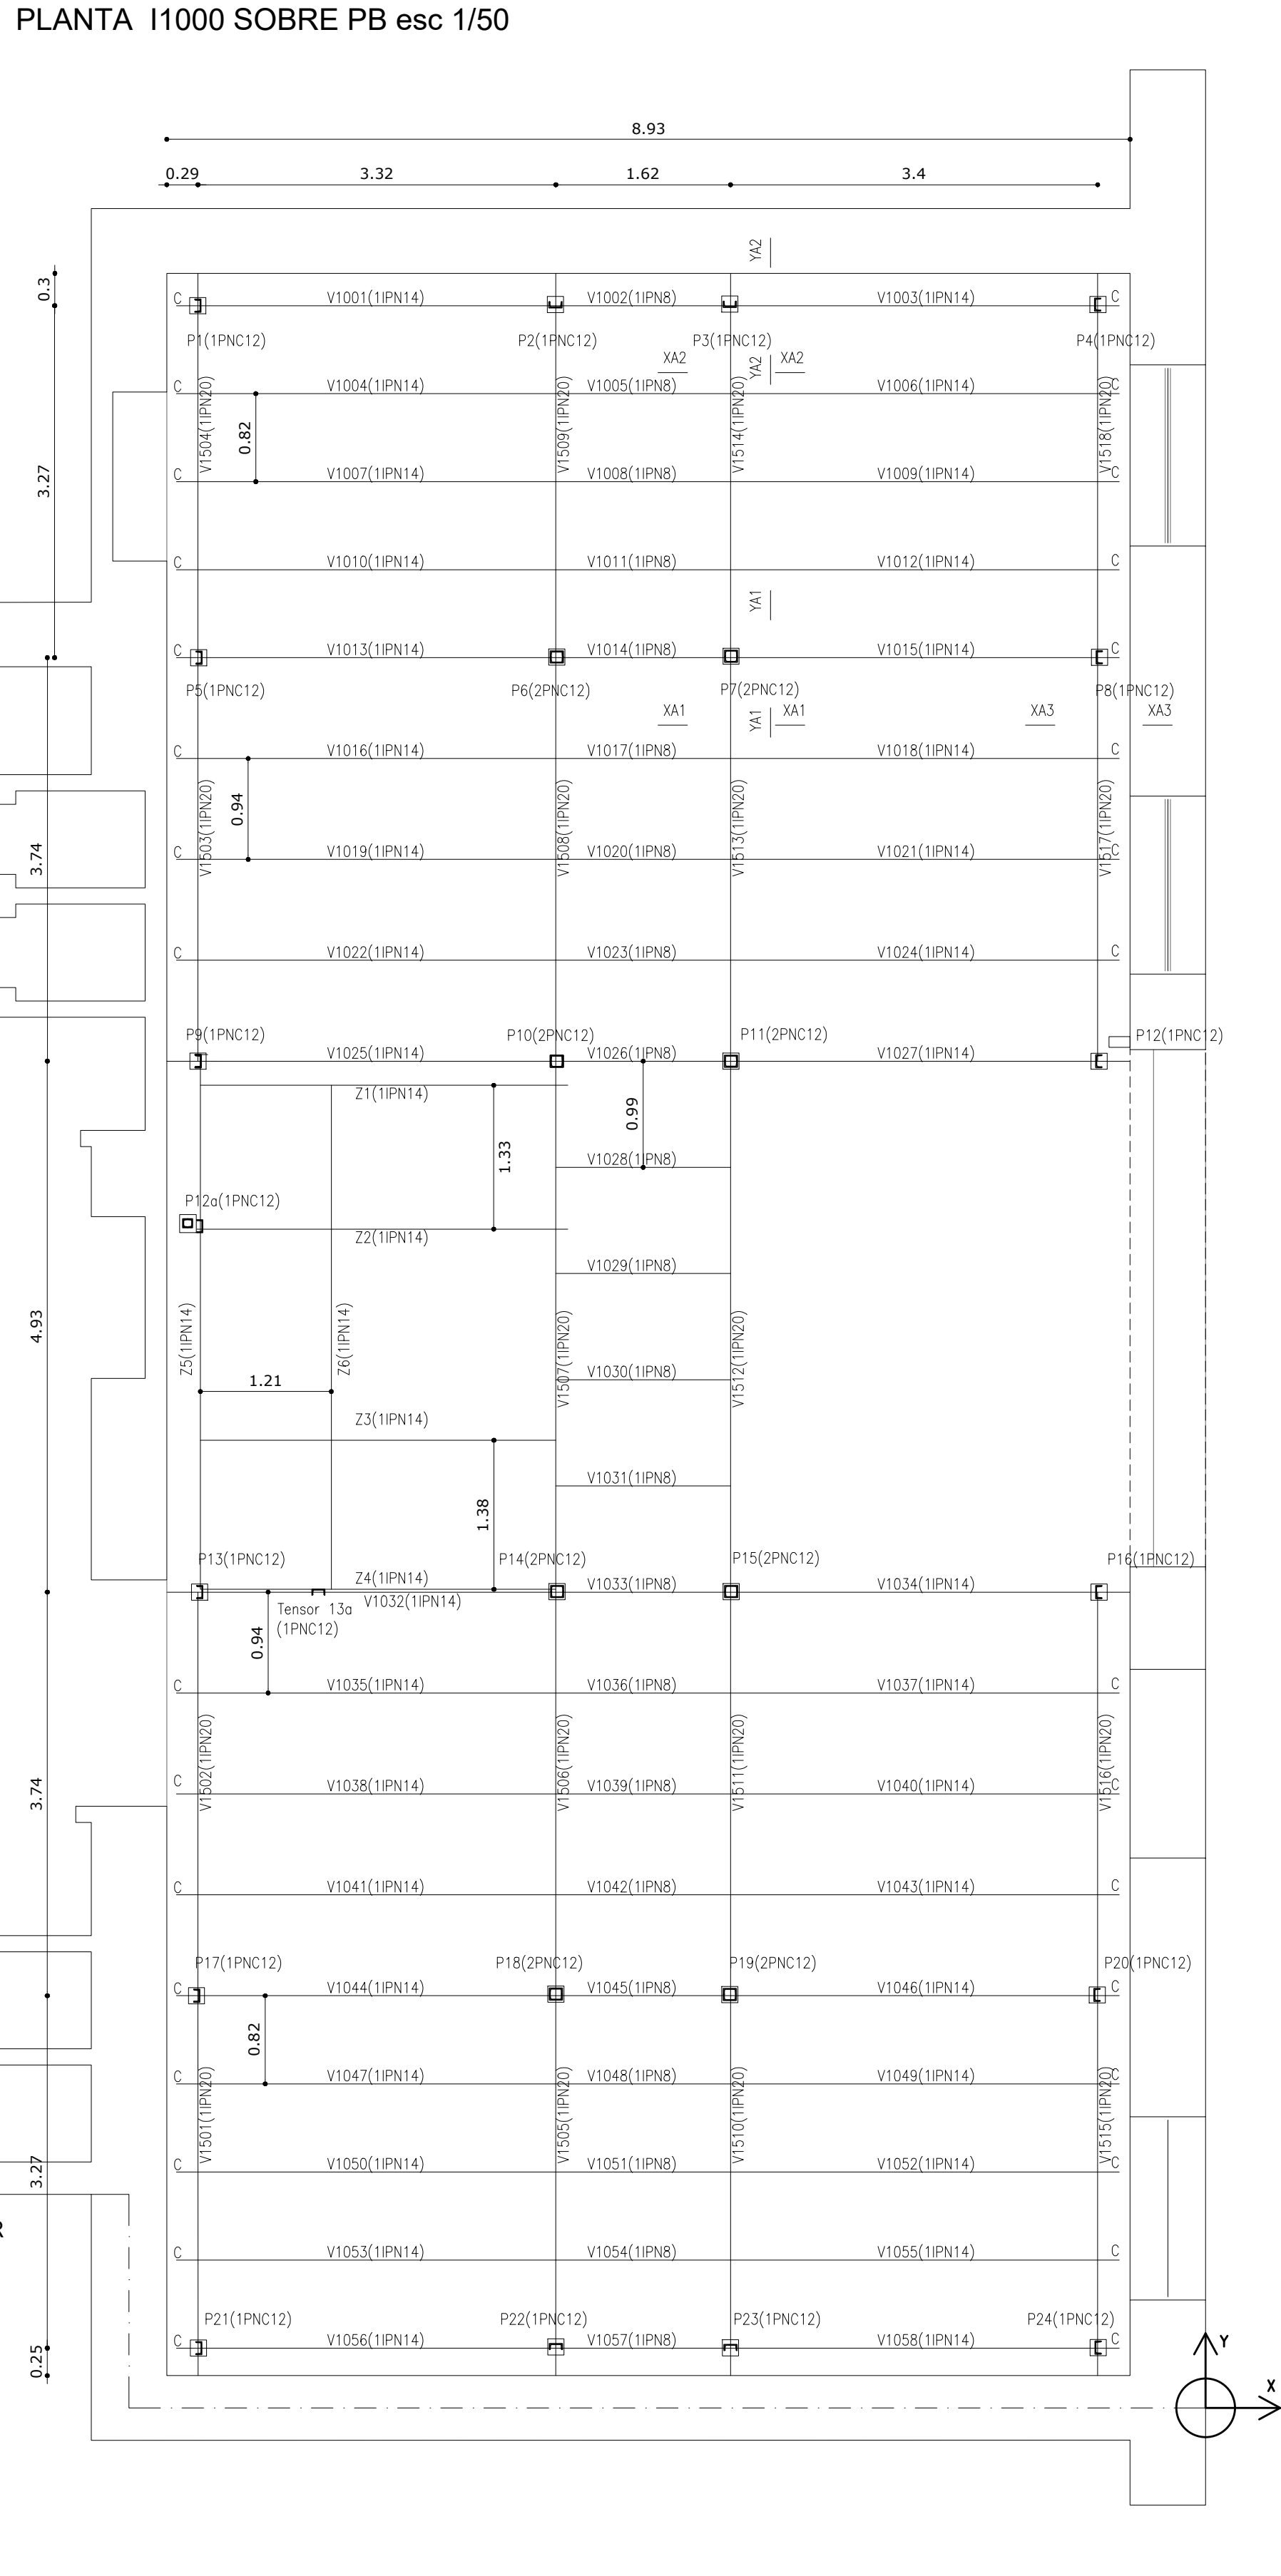 PLANTA I1000 SOBRE PB esc 1/50
8.93
0.29 3.32 1.62 3.4
YA2
0.3
C V1001(1IPN14) V1002(1IPN8) V1003(1IPN14) C
P1(1PNC12) P2(1PNC12) P3(1PNC12) P4(1PNC12)
XA2 YA2 XA2
C V1004(1IPN14) V1005(1IPN8) V1006(1IPN14) C
V1504(1IPN20) 0.82 V1509(1IPN20) V1514(1IPN20) V1518(1IPN20)
3.27
C V1007(1IPN14) V1008(1IPN8) V1009(1IPN14) C
C V1010(1IPN14) V1011(1IPN8) V1012(1IPN14) C
YA1
C V1013(1IPN14) V1014(1IPN8) V1015(1IPN14) C
P5(1PNC12) P6(2PNC12) P7(2PNC12) P8(1PNC12)
XA1 YA1 XA1 XA3 XA3
C V1016(1IPN14) V1017(1IPN8) V1018(1IPN14) C
V1503(1IPN20) 0.94 V1508(1IPN20) V1513(1IPN20) V1517(1IPN20)
3.74
C V1019(1IPN14) V1020(1IPN8) V1021(1IPN14) C
C V1022(1IPN14) V1023(1IPN8) V1024(1IPN14) C
P9(1PNC12) P10(2PNC12) P11(2PNC12) P12(1PNC12)
V1025(1IPN14) V1026(1IPN8) V1027(1IPN14)
Z1(1IPN14)
0.99
1.33
V1028(1IPN8)
P12a(1PNC12)
Z2(1IPN14)
V1029(1IPN8)
4.93
Z5(1IPN14) Z6(1IPN14) V1507(1IPN20) V1512(1IPN20)
1.21
V1030(1IPN8)
Z3(1IPN14)
V1031(1IPN8)
1.38
P13(1PNC12) P14(2PNC12) P15(2PNC12) P16(1PNC12)
Z4(1IPN14) V1033(1IPN8) V1034(1IPN14)
V1032(1IPN14)
Tensor 13a
(1PNC12)
0.94
C V1035(1IPN14) V1036(1IPN8) V1037(1IPN14) C
V1502(1IPN20) V1506(1IPN20) V1511(1IPN20) V1516(1IPN20)
3.74
C V1038(1IPN14) V1039(1IPN8) V1040(1IPN14) C
C V1041(1IPN14) V1042(1IPN8) V1043(1IPN14) C
P17(1PNC12) P18(2PNC12) P19(2PNC12) P20(1PNC12)
C V1044(1IPN14) V1045(1IPN8) V1046(1IPN14) C
0.82
C V1047(1IPN14) V1048(1IPN8) V1049(1IPN14) C
V1501(1IPN20) V1505(1IPN20) V1510(1IPN20) V1515(1IPN20)
3.27
C V1050(1IPN14) V1051(1IPN8) V1052(1IPN14) C
C V1053(1IPN14) V1054(1IPN8) V1055(1IPN14) C
P21(1PNC12) P22(1PNC12) P23(1PNC12) P24(1PNC12)
C V1056(1IPN14) V1057(1IPN8) V1058(1IPN14) C
0.25
Y
X